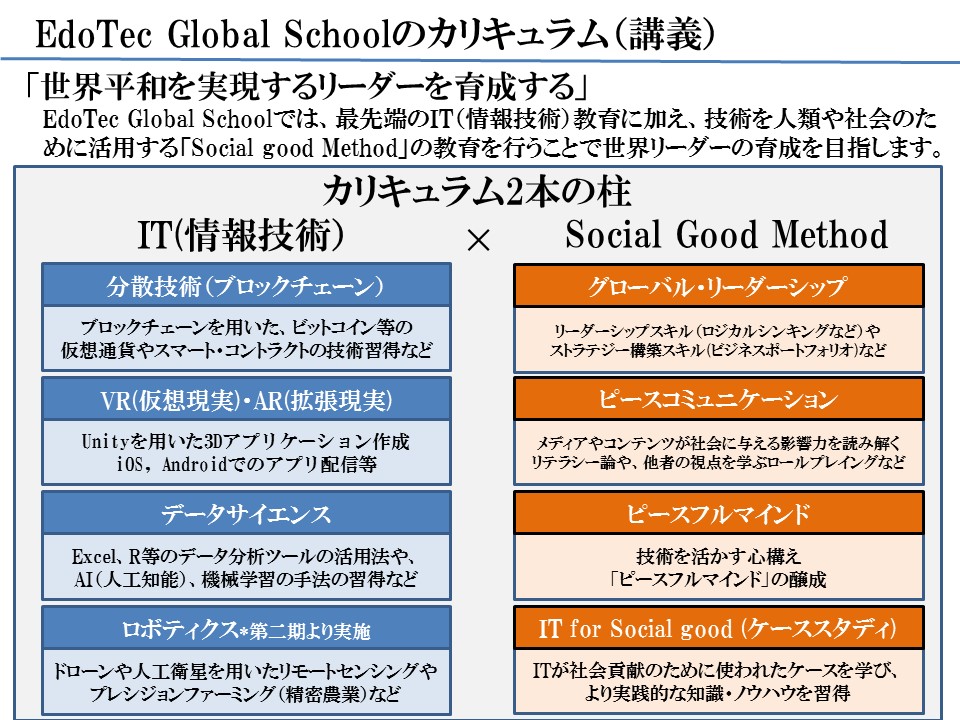 EdoTec Global Schoolのカリキュラム（講義）
「世界平和を実現するリーダーを育成する」
EdoTec Global Schoolでは、最先端のIT（情報技術）教育に加え、技術を人類や社会のた
めに活用する「Social good Method」の教育を行うことで世界リーダーの育成を目指します。
カリキュラム2本の柱
IT(情報技術）
×
Social Good Method
分散技術（ブロックチェーン）
ブロックチェーンを用いた、ビットコイン等の
仮想通貨やスマート・コントラクトの技術習得など
VR(仮想現実)・AR(拡張現実)
Unityを用いた3Dアプリケーション作成
iOS，Androidでのアプリ配信等
データサイエンス
Excel、R等のデータ分析ツールの活用法や、
AI（人工知能）、機械学習の手法の習得など
ロボティクス*第二期より実施
ドローンや人工衛星を用いたリモートセンシングや
プレシジョンファーミング（精密農業）など
グローバル・リーダーシップ
リーダーシップスキル（ロジカルシンキングなど）や
ストラテジー構築スキル(ビジネスポートフォリオ)など
ピースコミュニケーション
メディアやコンテンツが社会に与える影響力を読み解く
リテラシー論や、他者の視点を学ぶロールプレイングなど
ピースフルマインド
技術を活かす心構え
「ピースフルマインド」の醸成
IT for Social good (ケーススタディ)
ITが社会貢献のために使われたケースを学び、
より実践的な知識・ノウハウを習得